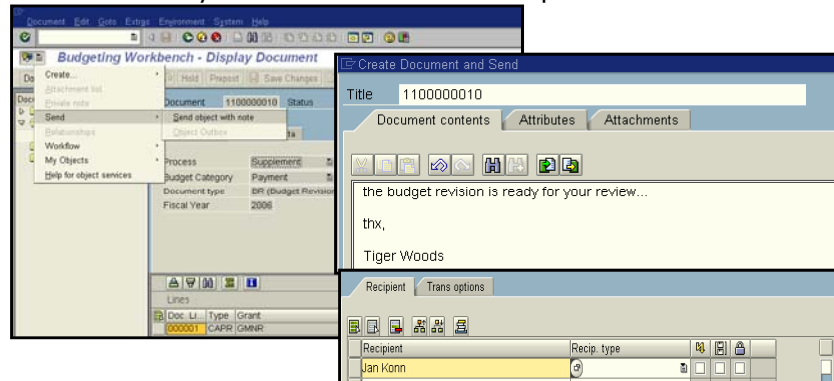 Document Edit Goto Extras Environment System Help
Budgeting Workbench - Display Document
Hold Prepost Save Changes
Create...
Attachment list
Private note
Send
Relationships
Workflow
My Objects
Help for object services
Send object with note
Object Outbox
Document 1100000010 Status
Process Supplement
Budget Category Payment
Document type BR (Budget Revision
Fiscal Year 2006
Lines
Doc. Li... Type Grant
000001 CAPR GMNR
Create Document and Send
Title 1100000010
Document contents Attributes Attachments
the budget revision is ready for your review...
thx,
Tiger Woods
Recipient Trans options
Recipient Recip. type
Jan Konn